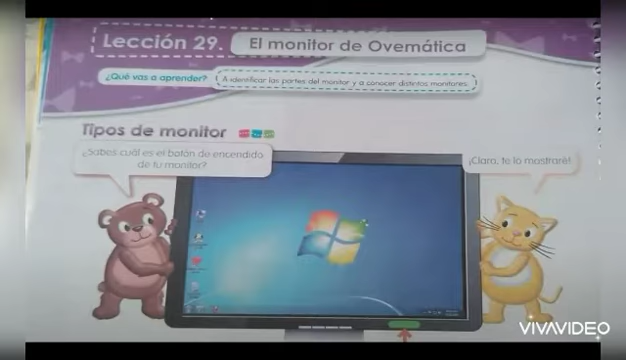 Lección 29. El monitor de Ovemática
¿Qué vas a aprender? A identificar las partes del monitor y a conocer distintos monitores.
Tipos de monitor
¿Sabes cuál es el botón de encendido
de tu monitor?
¡Claro, te lo mostraré!
VIVAVIDEO